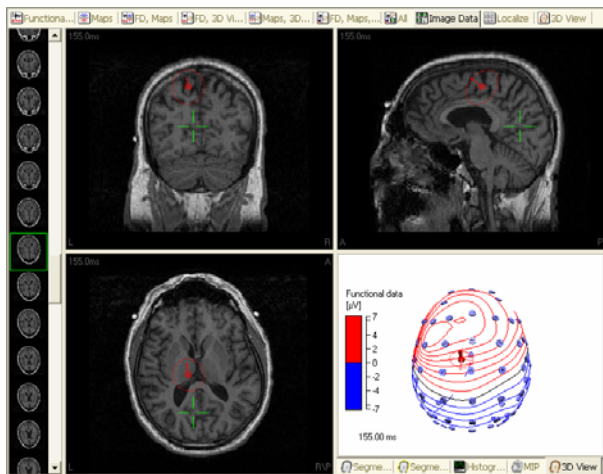 Functiona... Maps FD, Maps FD, 3D Vi... Maps, 3D... FD, Maps,... All Image Data Localize 3D View
155.0ms
L R
155.0ms
A P
155.0ms A
L R\P
Functional data
[µV]
7
4
2
0
-2
-4
-7
155.00 ms
Segme... Segme... Histogr... MIP 3D View